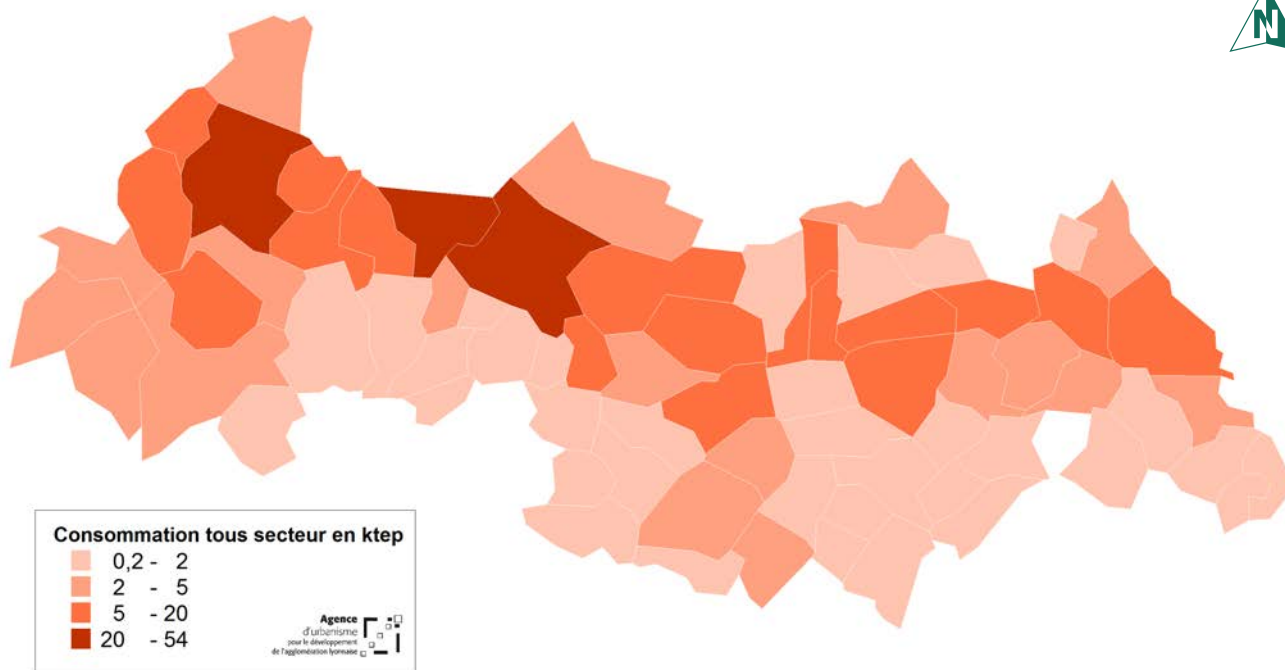 N
Consommation tous secteur en ktep
0,2 - 2
2 - 5
5 - 20
20 - 54
Agence
d'urbanisme
pour le développement
de l'agglomération lyonnaise